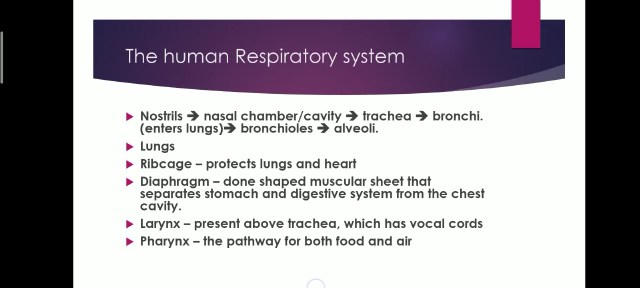 The human Respiratory system
Nostrils ➔ nasal chamber/cavity ➔ trachea ➔ bronchi.
(enters lungs)➔ bronchioles ➔ alveoli.
Lungs
Ribcage – protects lungs and heart
Diaphragm – done shaped muscular sheet that
separates stomach and digestive system from the chest
cavity.
Larynx – present above trachea, which has vocal cords
Pharynx – the pathway for both food and air